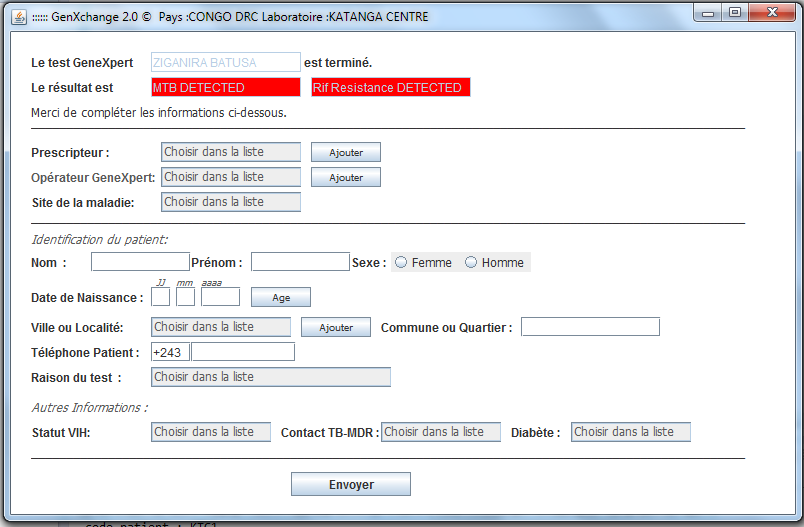 :::::: GenXchange 2.0 © Pays :CONGO DRC Laboratoire :KATANGA CENTRE
Le test GeneXpert ZIGANIRA BATUSA est terminé.
Le résultat est MTB DETECTED Rif Resistance DETECTED
Merci de compléter les informations ci-dessous.
Prescripteur : Choisir dans la liste Ajouter
Opérateur GeneXpert: Choisir dans la liste Ajouter
Site de la maladie: Choisir dans la liste
Identification du patient:
Nom : Prénom : Sexe : Femme Homme
JJ mm aaaa
Date de Naissance : Age
Ville ou Localité: Choisir dans la liste Ajouter Commune ou Quartier :
Téléphone Patient : +243
Raison du test : Choisir dans la liste
Autres Informations :
Statut VIH: Choisir dans la liste Contact TB-MDR : Choisir dans la liste Diabète : Choisir dans la liste
Envoyer
code patient : KTC1